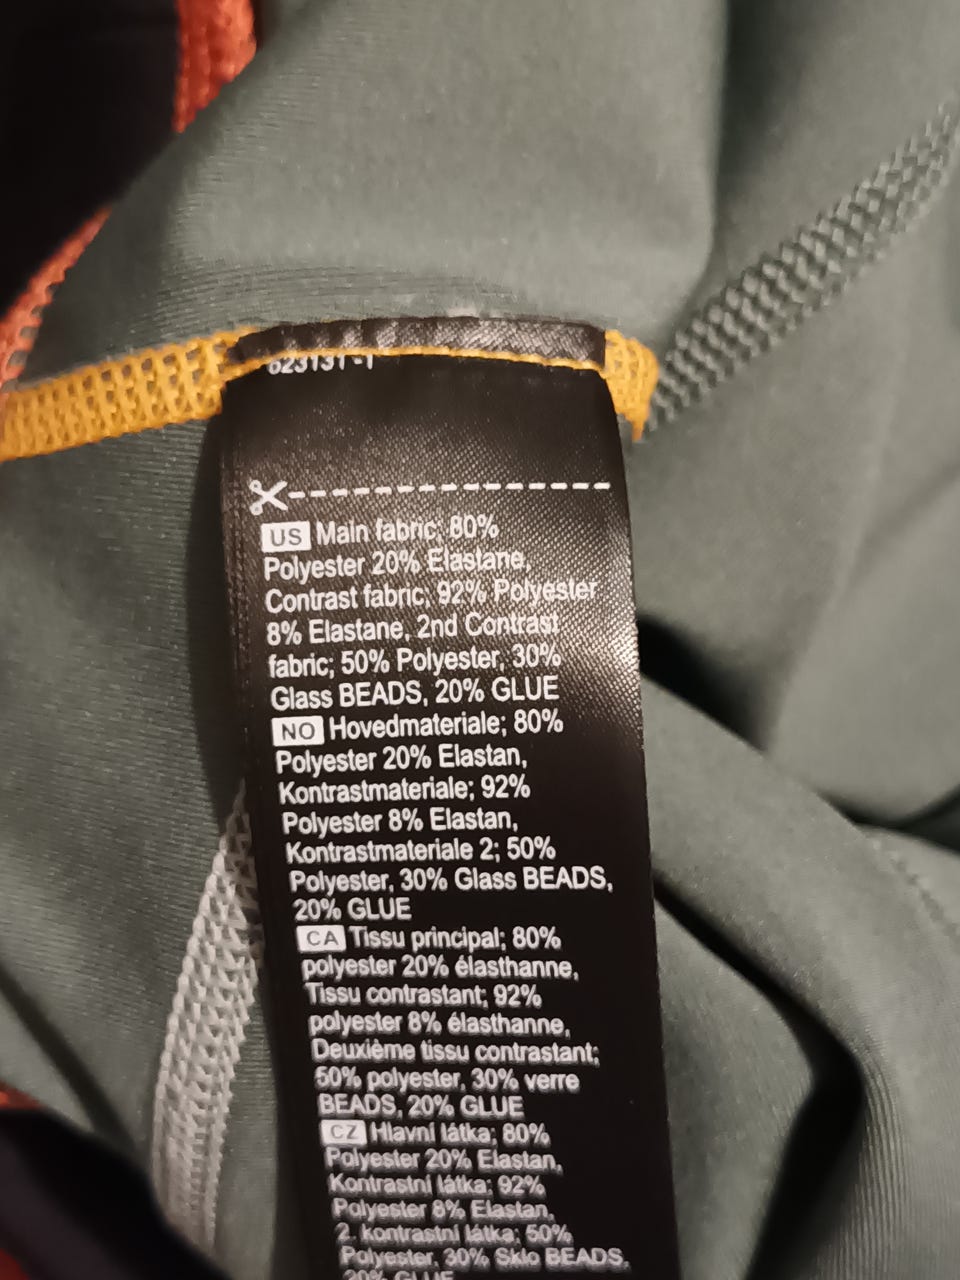 US Main fabric; 80%
Polyester 20% Elastane,
Contrast fabric; 92% Polyester
8% Elastane, 2nd Contrast
fabric; 50% Polyester, 30%
Glass BEADS, 20% GLUE
NO Hovedmateriale; 80%
Polyester 20% Elastan,
Kontrastmateriale; 92%
Polyester 8% Elastan,
Kontrastmateriale 2; 50%
Polyester, 30% Glass BEADS,
20% GLUE
CA Tissu principal; 80%
polyester 20% élasthanne,
Tissu contrastant; 92%
polyester 8% élasthanne,
Deuxième tissu contrastant;
50% polyester, 30% verre
BEADS, 20% GLUE
CZ Hlavní látka; 80%
Polyester 20% Elastan,
Kontrastní látka; 92%
Polyester 8% Elastan,
2. kontrastní látka; 50%
Polyester, 30% Sklo BEADS,
20% GLUE